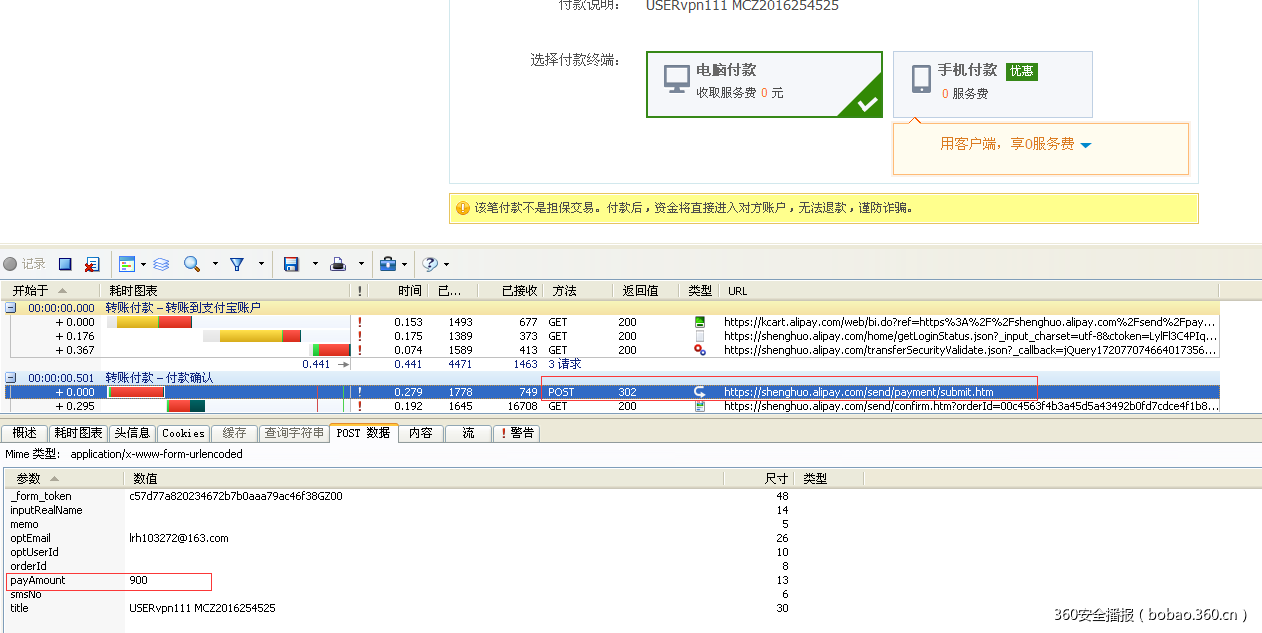 付款说明： USERvpn111 MCZ2016254525
选择付款终端： 电脑付款 手机付款 优惠
收取服务费 0 元 0 服务费
用客户端，享0服务费
该笔付款不是担保交易。付款后，资金将直接进入对方账户，无法退款，谨防诈骗。
记录
开始于 耗时图表 ! 时间 已... 已接收 方法 返回值 类型 URL
00:00:00.000 转账付款 - 转账到支付宝账户
+ 0.000 ! 0.153 1493 677 GET 200 https://kcart.alipay.com/web/bi.do?ref=https%3A%2F%2Fshenghuo.alipay.com%2Fsend%2Fpay...
+ 0.176 ! 0.175 1389 373 GET 200 https://shenghuo.alipay.com/home/getLoginStatus.json?_input_charset=utf-8&ctoken=LylFl3C4PIq...
+ 0.367 ! 0.074 1589 413 GET 200 https://shenghuo.alipay.com/transferSecurityValidate.json?_callback=jQuery172077074664017356...
0.441 0.441 4471 1463 3 请求
00:00:00.501 转账付款 - 付款确认
+ 0.000 ! 0.279 1778 749 POST 302 https://shenghuo.alipay.com/send/payment/submit.htm
+ 0.295 ! 0.192 1645 16708 GET 200 https://shenghuo.alipay.com/send/confirm.htm?orderId=00c4563f4b3a45d5a43492b0fd7cdce4f1b8...
概述 耗时图表 头信息 Cookies 缓存 查询字符串 POST 数据 内容 流 ! 警告
Mime 类型: application/x-www-form-urlencoded
参数 数值 尺寸 类型
_form_token c57d77a820234672b7b0aaa79ac46f38GZ00 48
inputRealName 14
memo 5
optEmail lrh103272@163.com 26
optUserId 10
orderId 8
payAmount 900 13
smsNo 6
title USERvpn111 MCZ2016254525 30
360安全播报（bobao.360.cn）